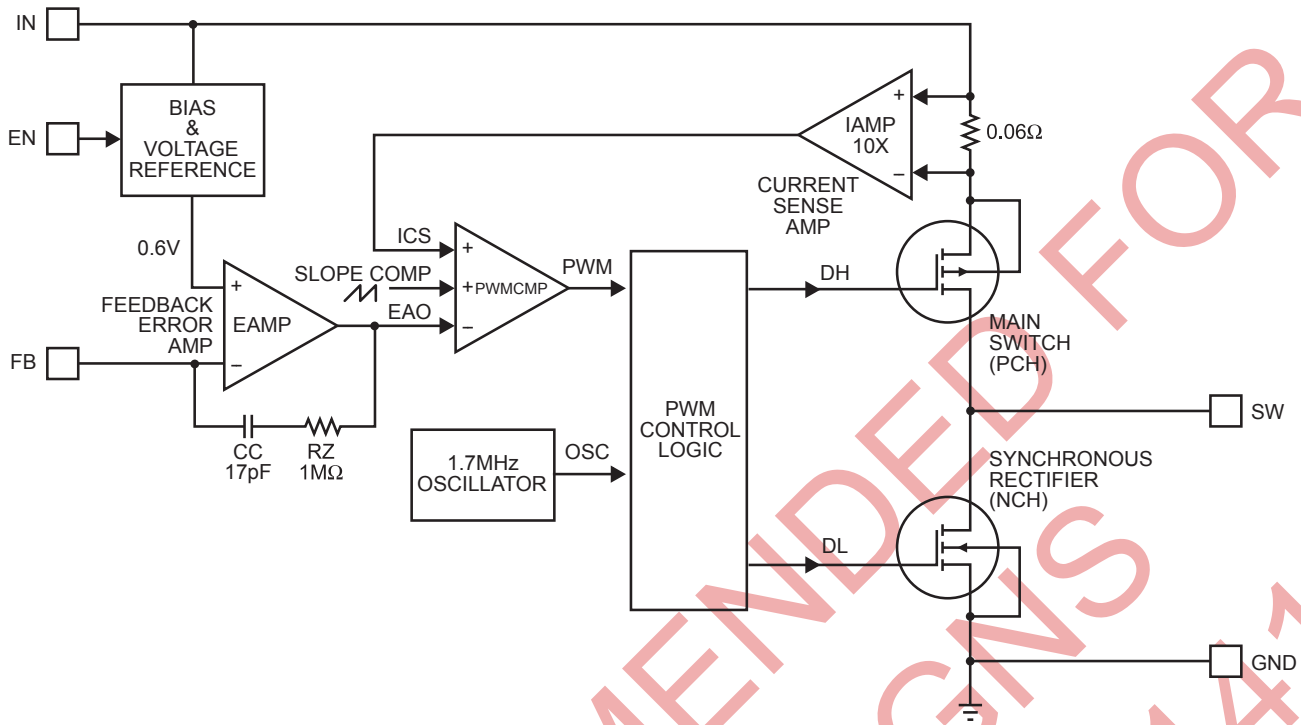 IN
BIAS
&
VOLTAGE
REFERENCE
EN
0.6V
FEEDBACK
ERROR
AMP
+
EAMP
−
FB
CC
17pF
RZ
1MΩ
ICS
SLOPE COMP
EAO
+
+
PWMCMP
−
PWM
+
IAMP
10X
−
CURRENT
SENSE
AMP
0.06Ω
1.7MHz
OSCILLATOR
OSC
PWM
CONTROL
LOGIC
DH
DL
MAIN
SWITCH
(PCH)
SW
SYNCHRONOUS
RECTIFIER
(NCH)
GND
MENDED FOR
GNS
441